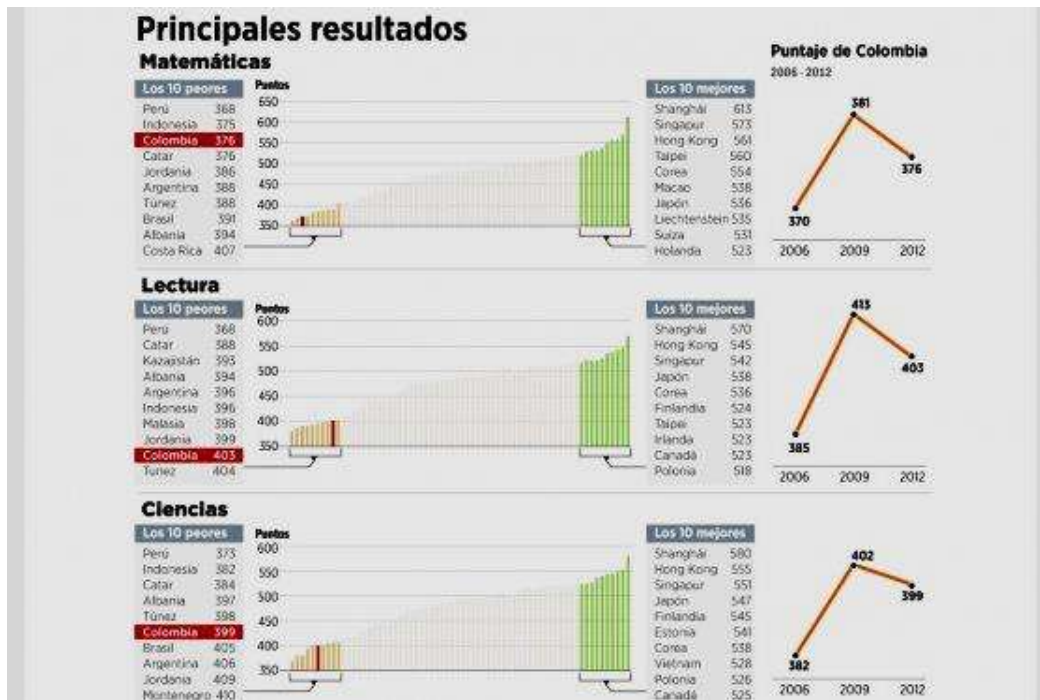 Principales resultados
Matemáticas
Los 10 peores
Perú 368
Indonesia 375
Colombia 376
Catar 376
Jordania 386
Argentina 388
Túnez 388
Brasil 391
Albania 394
Costa Rica 407
Puntos
650
600
550
500
450
400
350
Los 10 mejores
Shanghái 613
Singapur 573
Hong Kong 561
Taipei 560
Corea 554
Macao 538
Japón 536
Liechtenstein 535
Suiza 531
Holanda 523
Puntaje de Colombia
2006 - 2012
381
376
370
2006 2009 2012
Lectura
Los 10 peores
Perú 368
Catar 388
Kazajistán 393
Albania 394
Argentina 396
Indonesia 396
Malasia 398
Jordania 399
Colombia 403
Túnez 404
Puntos
600
550
500
450
400
350
Los 10 mejores
Shanghái 570
Hong Kong 545
Singapur 542
Japón 538
Corea 536
Finlandia 524
Taipei 523
Irlanda 523
Canadá 523
Polonia 518
413
403
385
2006 2009 2012
Ciencias
Los 10 peores
Perú 373
Indonesia 382
Catar 384
Albania 397
Túnez 398
Colombia 399
Brasil 405
Argentina 406
Jordania 409
Montenegro 410
Puntos
600
550
500
450
400
350
Los 10 mejores
Shanghái 580
Hong Kong 555
Singapur 551
Japón 547
Finlandia 545
Estonia 541
Corea 538
Vietnam 528
Polonia 526
Canadá 525
402
399
382
2006 2009 2012